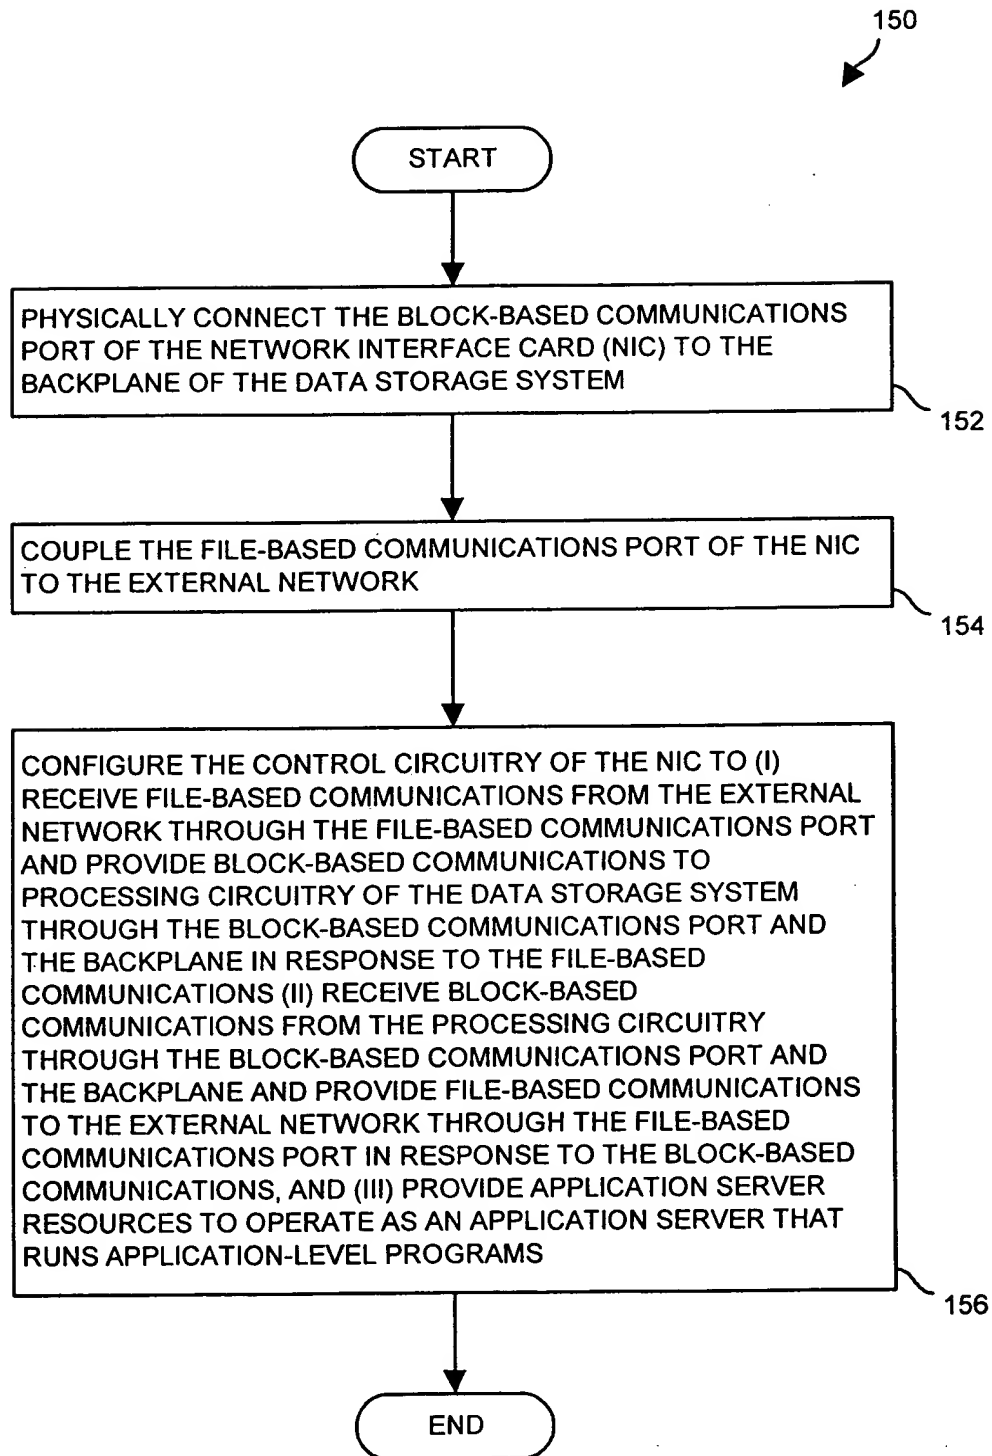 150
START
PHYSICALLY CONNECT THE BLOCK-BASED COMMUNICATIONS
PORT OF THE NETWORK INTERFACE CARD (NIC) TO THE
BACKPLANE OF THE DATA STORAGE SYSTEM
152
COUPLE THE FILE-BASED COMMUNICATIONS PORT OF THE NIC
TO THE EXTERNAL NETWORK
154
CONFIGURE THE CONTROL CIRCUITRY OF THE NIC TO (I)
RECEIVE FILE-BASED COMMUNICATIONS FROM THE EXTERNAL
NETWORK THROUGH THE FILE-BASED COMMUNICATIONS PORT
AND PROVIDE BLOCK-BASED COMMUNICATIONS TO
PROCESSING CIRCUITRY OF THE DATA STORAGE SYSTEM
THROUGH THE BLOCK-BASED COMMUNICATIONS PORT AND
THE BACKPLANE IN RESPONSE TO THE FILE-BASED
COMMUNICATIONS (II) RECEIVE BLOCK-BASED
COMMUNICATIONS FROM THE PROCESSING CIRCUITRY
THROUGH THE BLOCK-BASED COMMUNICATIONS PORT AND
THE BACKPLANE AND PROVIDE FILE-BASED COMMUNICATIONS
TO THE EXTERNAL NETWORK THROUGH THE FILE-BASED
COMMUNICATIONS PORT IN RESPONSE TO THE BLOCK-BASED
COMMUNICATIONS, AND (III) PROVIDE APPLICATION SERVER
RESOURCES TO OPERATE AS AN APPLICATION SERVER THAT
RUNS APPLICATION-LEVEL PROGRAMS
156
END